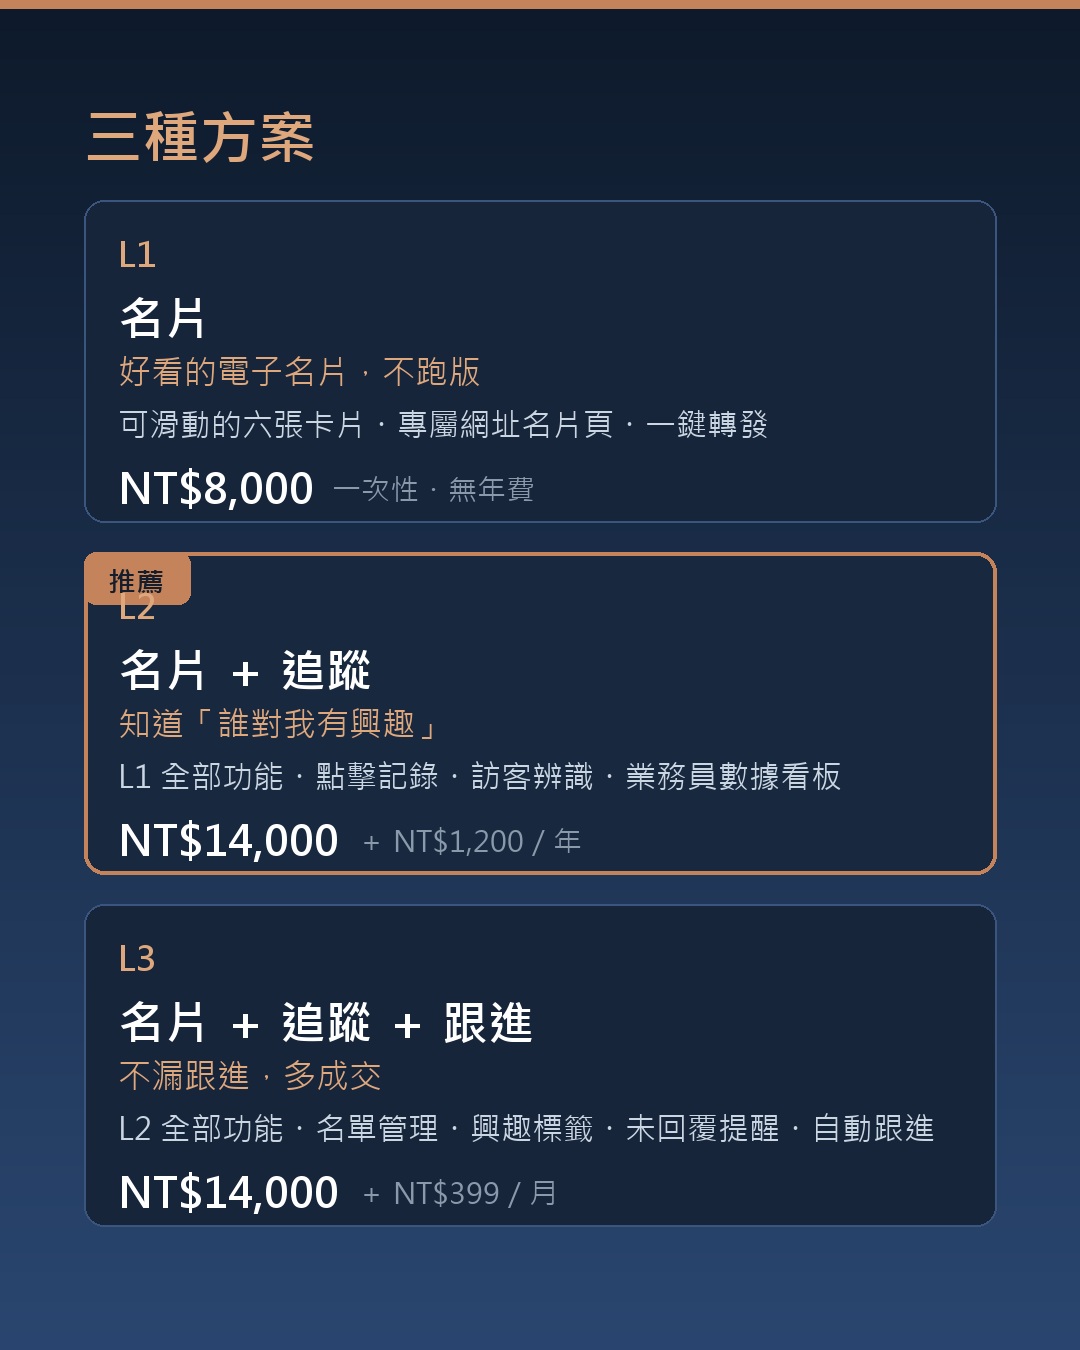 三種方案
L1
名片
好看的電子名片，不跑版
可滑動的六張卡片·專屬網址名片頁·一鍵轉發
NT$8,000 一次性·無年費
推薦
L2
名片 + 追蹤
知道「誰對我有興趣」
L1 全部功能·點擊記錄·訪客辨識·業務員數據看板
NT$14,000 + NT$1,200 / 年
L3
名片 + 追蹤 + 跟進
不漏跟進，多成交
L2 全部功能·名單管理·興趣標籤·未回覆提醒·自動跟進
NT$14,000 + NT$399 / 月